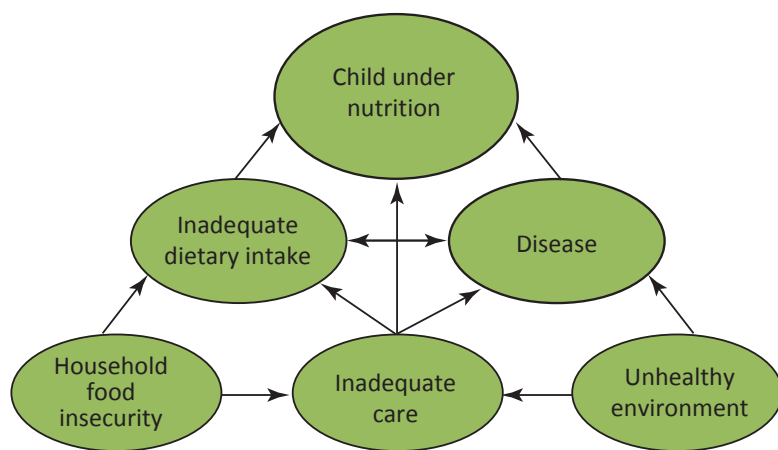 Child under
nutrition
Inadequate
dietary intake
Disease
Household
food
insecurity
Inadequate
care
Unhealthy
environment